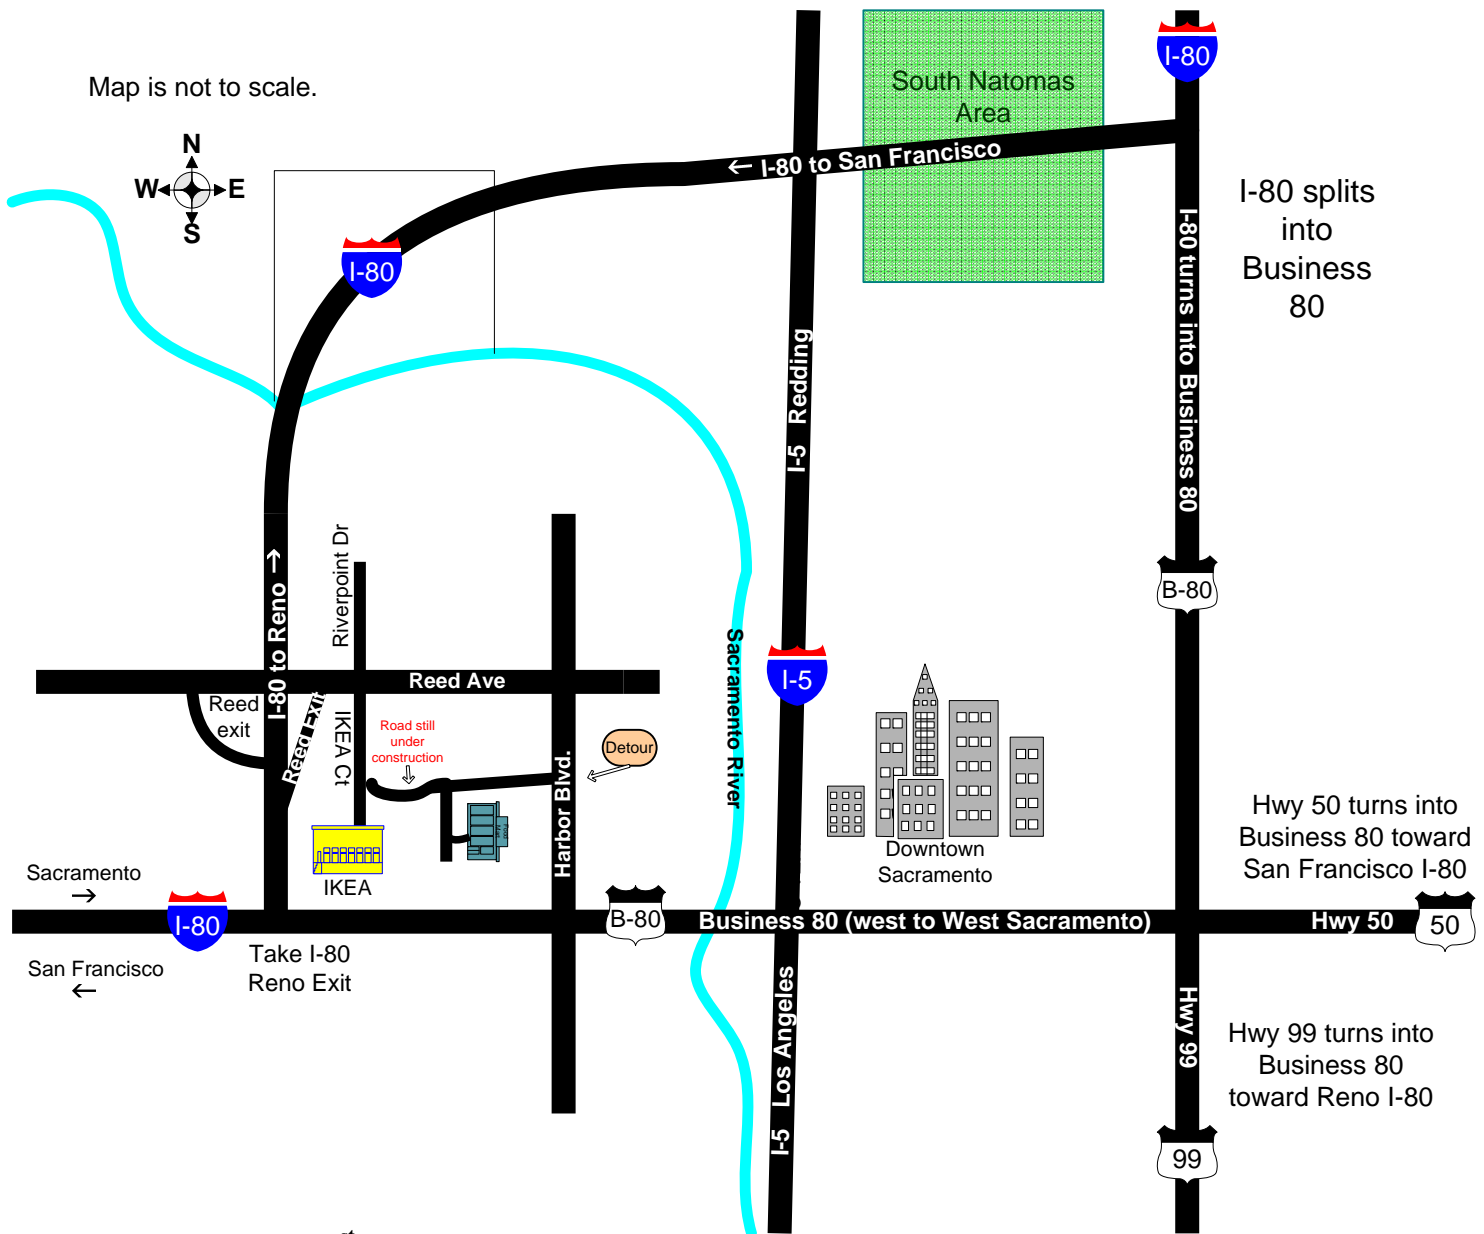 I-80
South Natomas
Area
Map is not to scale.
N
W
E
S
← I-80 to San Francisco
I-80 splits
into
Business
80
I-80
I-80 turns into Business 80
I-5 Redding
B-80
Riverpoint Dr
I-80 to Reno →
Sacramento River
Reed Ave
I-5
Reed
exit
Reed Exit
IKEA Ct
Road still
under
construction
Detour
Harbor Blvd.
IKEA
Downtown
Sacramento
Hwy 50 turns into
Business 80 toward
San Francisco I-80
Sacramento
→
I-80
B-80
Business 80 (west to West Sacramento)
Hwy 50
50
San Francisco
←
Take I-80
Reno Exit
I-5 Los Angeles
Hwy 99
Hwy 99 turns into
Business 80
toward Reno I-80
99